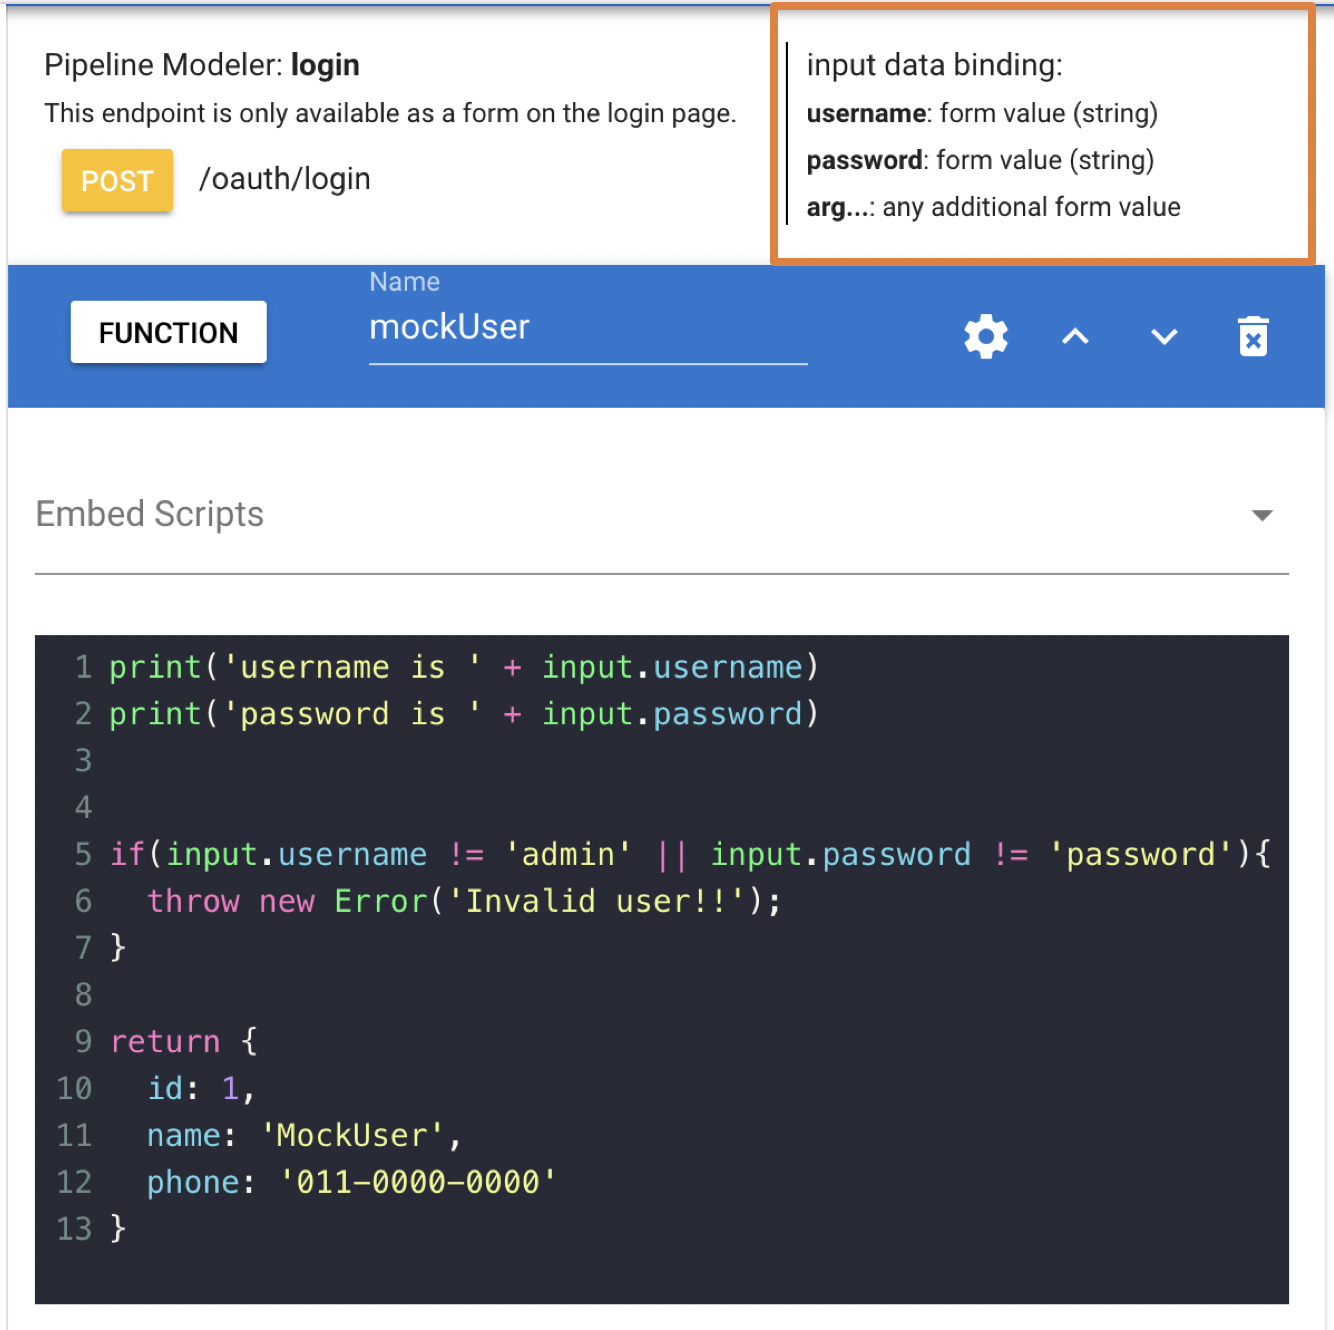 Pipeline Modeler: login
This endpoint is only available as a form on the login page.
POST /oauth/login
input data binding:
username: form value (string)
password: form value (string)
arg...: any additional form value
FUNCTION
Name
mockUser
Embed Scripts
1 print('username is ' + input.username)
2 print('password is ' + input.password)
3
4
5 if(input.username != 'admin' || input.password != 'password'){
6   throw new Error('Invalid user!!');
7 }
8
9 return {
10   id: 1,
11   name: 'MockUser',
12   phone: '011-0000-0000'
13 }